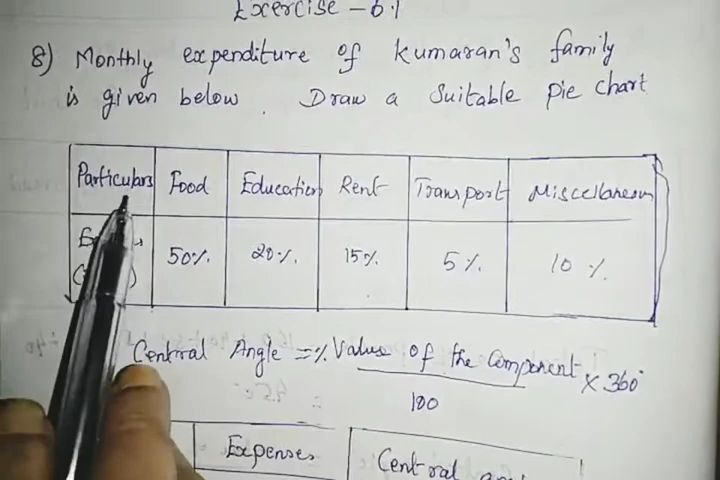 Exercise - 6.1
8) Monthly expenditure of Kumaran's family
is given below. Draw a Suitable pie chart
Particulars Food Education Rent Transport Miscellaneous
50% 20% 15% 5% 10%
Central Angle = % Value of the Component × 360°
100
Expenses Central